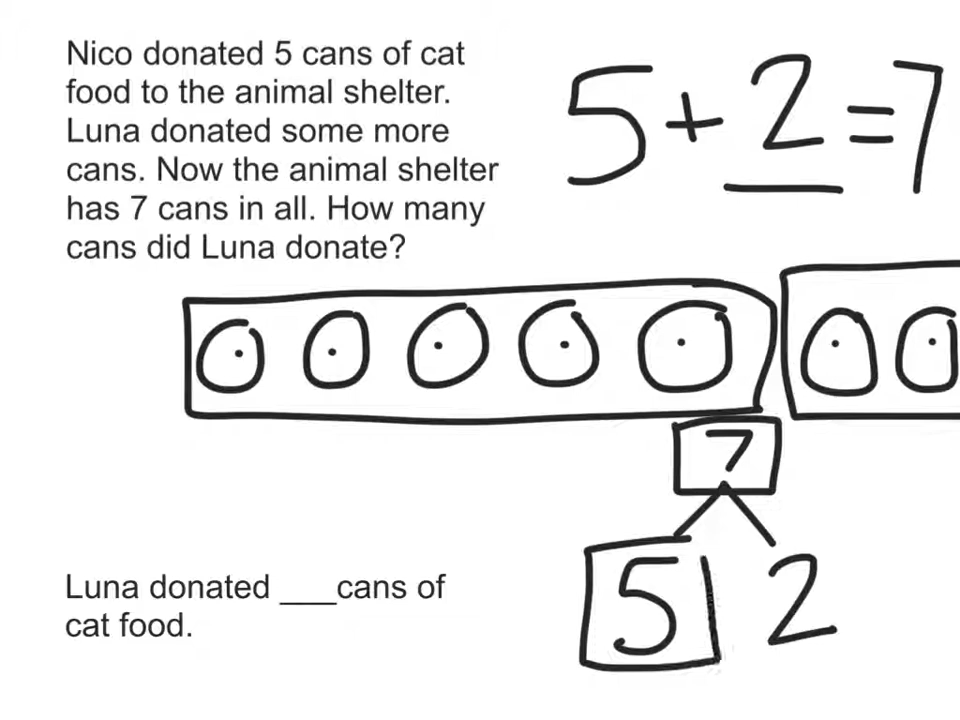 Nico donated 5 cans of cat
food to the animal shelter.
Luna donated some more
cans. Now the animal shelter
has 7 cans in all. How many
cans did Luna donate?
5 + 2 = 7
7
5 2
Luna donated ___cans of
cat food.